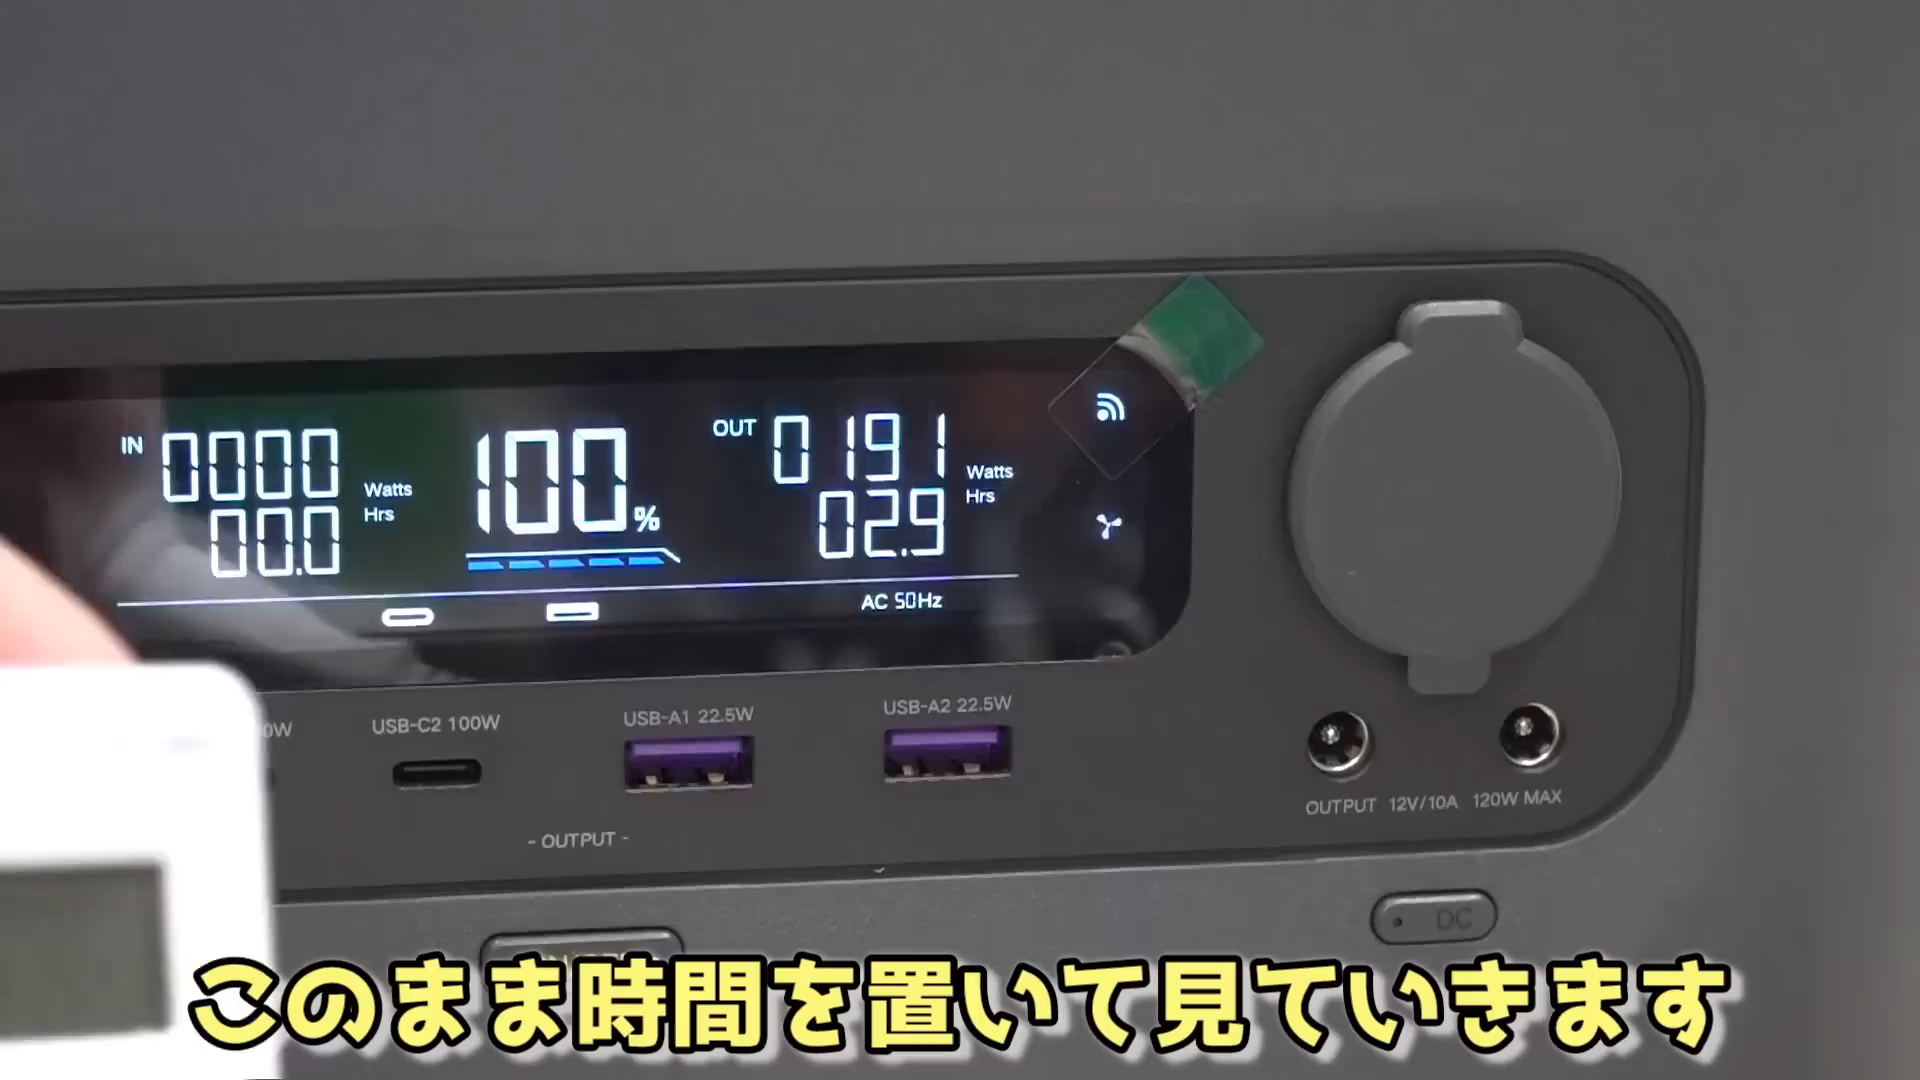 IN 0000 Watts
00.0 Hrs
100%
OUT 0191 Watts
02.9 Hrs
AC 50Hz
0W
USB-C2 100W
USB-A1 22.5W
USB-A2 22.5W
OUTPUT 12V/10A 120W MAX
- OUTPUT -
DC
このまま時間を置いて見ていきます